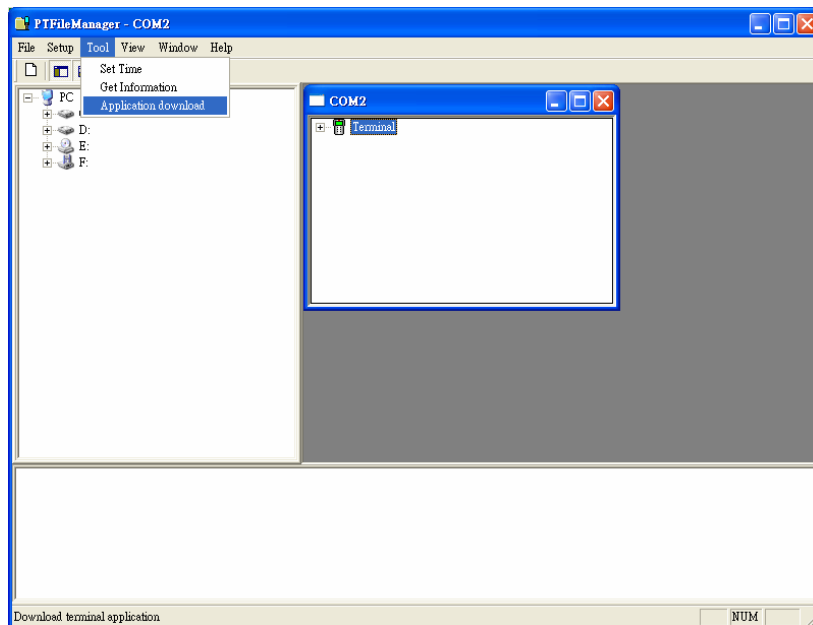 PTFileManager - COM2
File Setup Tool View Window Help
Set Time
Get Information
Application download
PC
D:
E:
F:
COM2
Terminal
Download terminal application
NUM